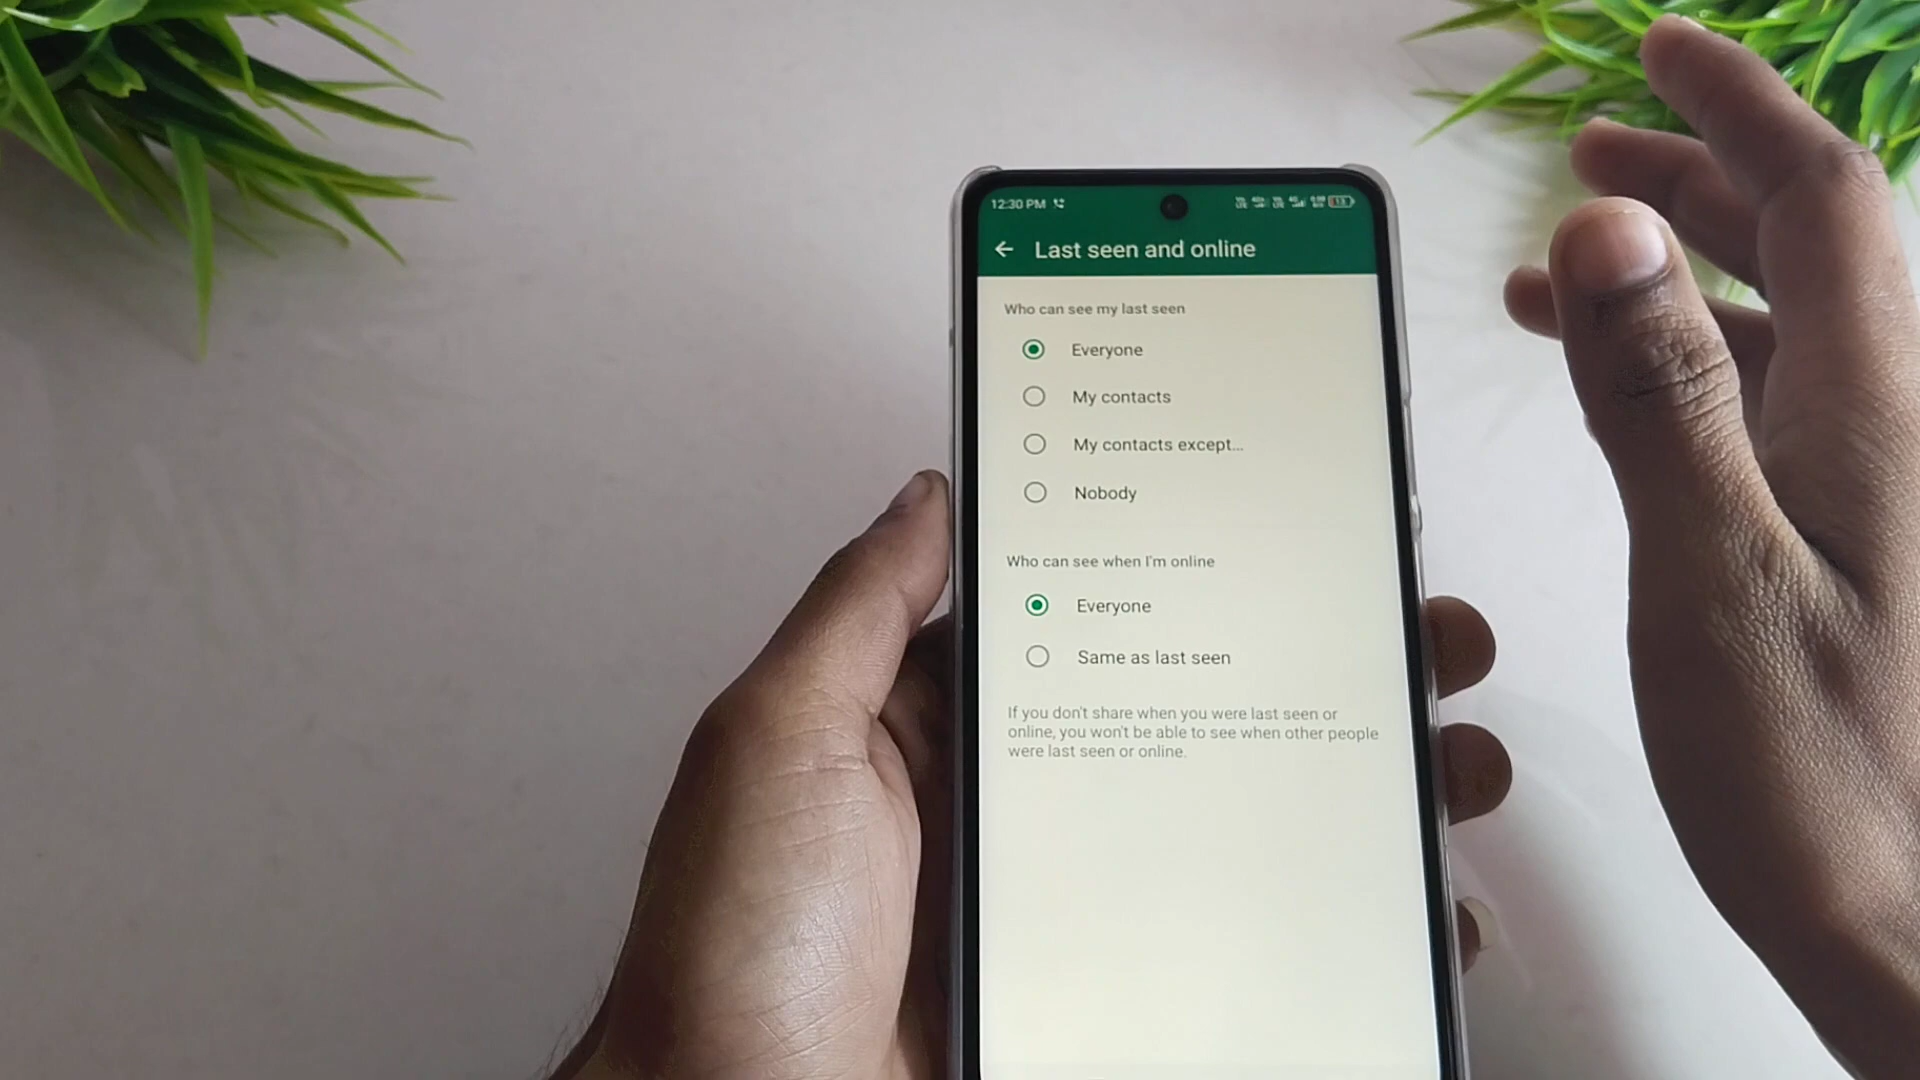 12:30 PM
Last seen and online
Who can see my last seen
Everyone
My contacts
My contacts except...
Nobody
Who can see when I'm online
Everyone
Same as last seen
If you don't share when you were last seen or
online, you won't be able to see when other people
were last seen or online.